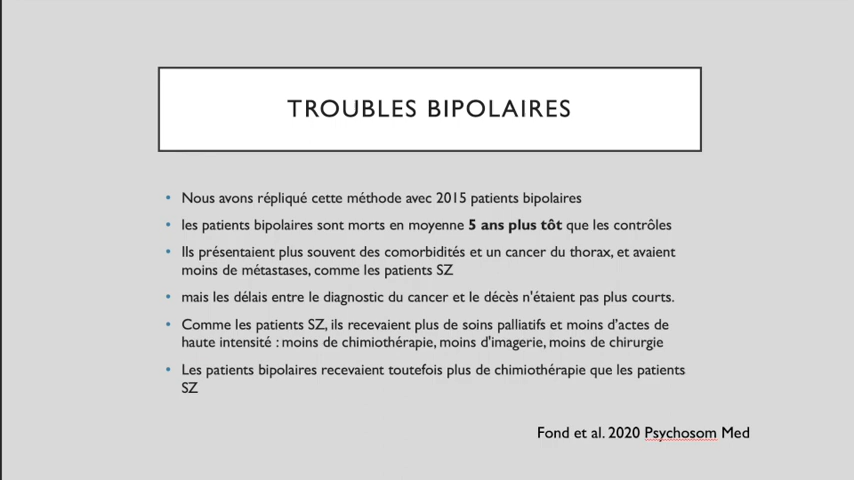 TROUBLES BIPOLAIRES
• Nous avons répliqué cette méthode avec 2015 patients bipolaires
• les patients bipolaires sont morts en moyenne 5 ans plus tôt que les contrôles
• Ils présentaient plus souvent des comorbidités et un cancer du thorax, et avaient
moins de métastases, comme les patients SZ
• mais les délais entre le diagnostic du cancer et le décès n'étaient pas plus courts.
• Comme les patients SZ, ils recevaient plus de soins palliatifs et moins d'actes de
haute intensité : moins de chimiothérapie, moins d'imagerie, moins de chirurgie
• Les patients bipolaires recevaient toutefois plus de chimiothérapie que les patients
SZ
Fond et al. 2020 Psychosom Med